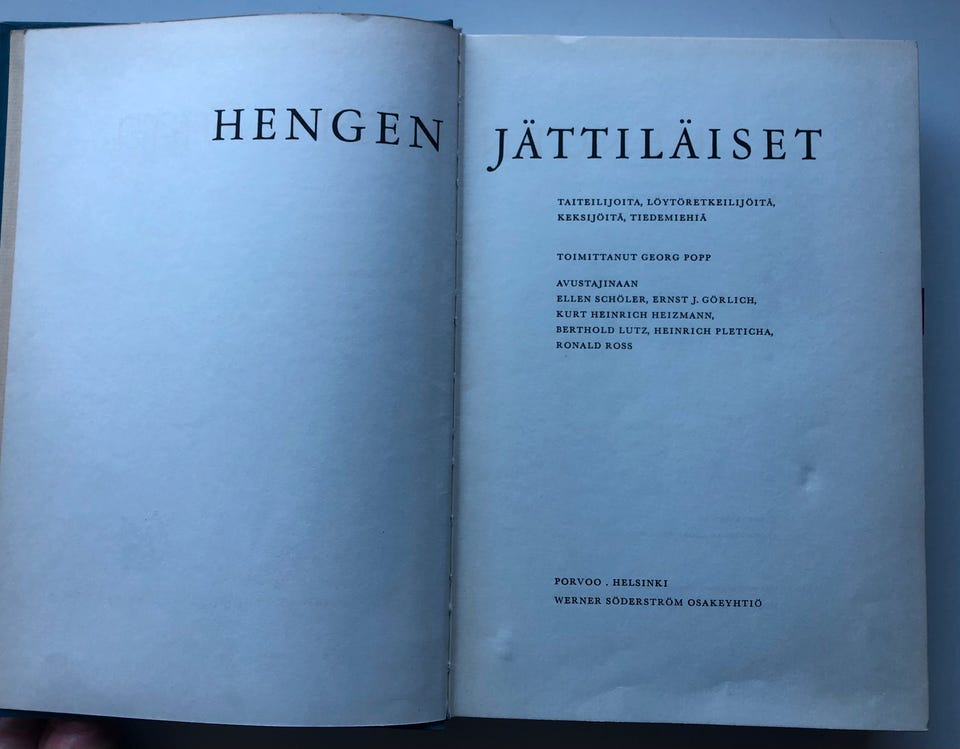 HENGEN JÄTTILÄISET
TAITEILIJOITA, LÖYTÖRETKEILIJÖITÄ,
KEKSIJÖITÄ, TIEDEMIEHIÄ
TOIMITTANUT GEORG POPP
AVUSTAJINAAN
ELLEN SCHÖLER, ERNST J. GÖRLICH,
KURT HEINRICH HEIZMANN,
BERTHOLD LUTZ, HEINRICH PLETICHA,
RONALD ROSS
PORVOO . HELSINKI
WERNER SÖDERSTRÖM OSAKEYHTIÖ